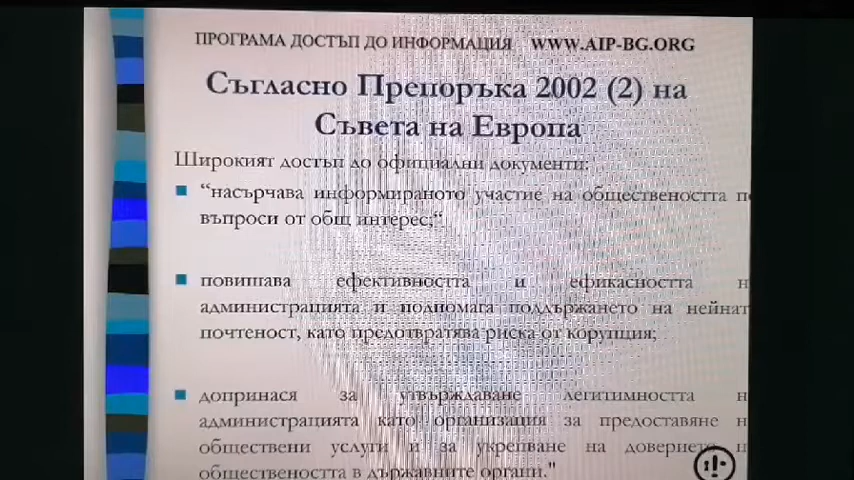 ПРОГРАМА ДОСТЪП ДО ИНФОРМАЦИЯ WWW.AIP-BG.ORG
Съгласно Препоръка 2002 (2) на
Съвета на Европа
Широкият достъп до официални документи:
“насърчава информираното участие на обществеността п
въпроси от общ интерес;“
повишава ефективността и ефикасността н
администрацията и подпомага поддържането на нейнат
почтеност, като предотвратява риска от корупция;
допринася за утвърждаване легитимността н
администрацията като организация за предоставяне н
обществени услуги и за укрепване на доверието н
обществеността в държавните органи."